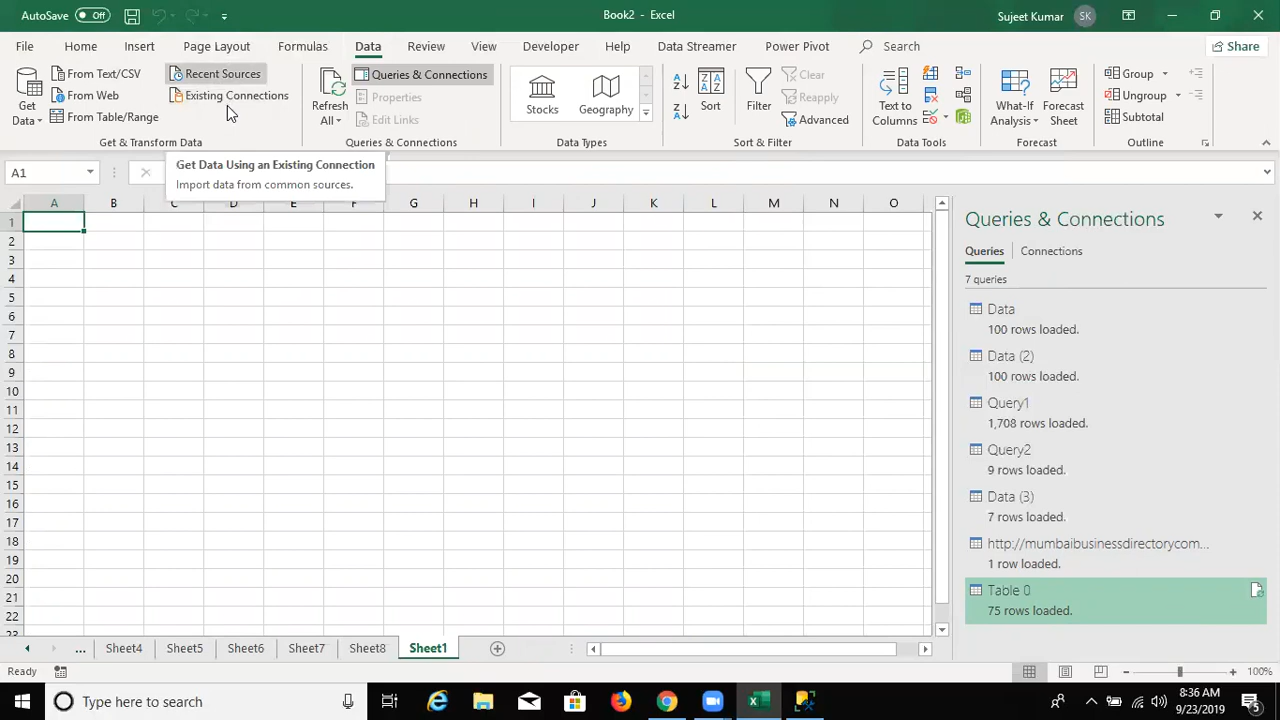 AutoSave Off
Book2 - Excel
Sujeet Kumar SK
File Home Insert Page Layout Formulas Data Review View Developer Help Data Streamer Power Pivot Search Share
Get Data
From Text/CSV
From Web
From Table/Range
Recent Sources
Existing Connections
Get & Transform Data
Refresh All
Queries & Connections
Properties
Edit Links
Queries & Connections
Stocks Geography
Data Types
Sort
Filter
Clear
Reapply
Advanced
Sort & Filter
Text to Columns
Data Tools
What-If Analysis
Forecast Sheet
Forecast
Group
Ungroup
Subtotal
Outline
A1
Get Data Using an Existing Connection
Import data from common sources.
A B C D E F G H I J K L M N O
1
2
3
4
5
6
7
8
9
10
11
12
13
14
15
16
17
18
19
20
21
22
23
Queries & Connections
Queries Connections
7 queries
Data
100 rows loaded.
Data (2)
100 rows loaded.
Query1
1,708 rows loaded.
Query2
9 rows loaded.
Data (3)
7 rows loaded.
http://mumbaibusinessdirectorycom...
1 row loaded.
Table 0
75 rows loaded.
... Sheet4 Sheet5 Sheet6 Sheet7 Sheet8 Sheet1
Ready
100%
Type here to search
8:36 AM
9/23/2019
5